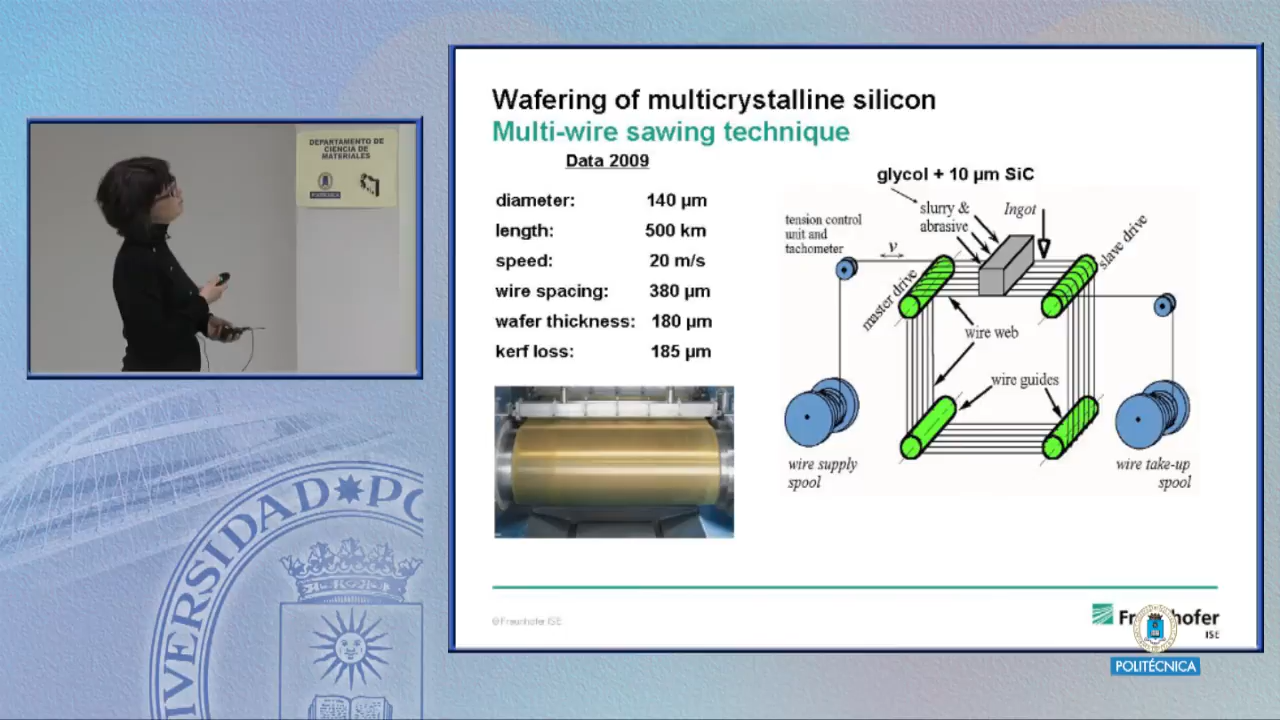 Wafering of multicrystalline silicon
Multi-wire sawing technique
Data 2009
diameter: 140 µm
length: 500 km
speed: 20 m/s
wire spacing: 380 µm
wafer thickness: 180 µm
kerf loss: 185 µm
glycol + 10 µm SiC
slurry &
abrasive
Ingot
tension control
unit and
tachometer
v
master drive
slave drive
wire web
wire guides
wire supply
spool
wire take-up
spool
©Fraunhofer ISE
ISE
POLITÉCNICA
DEPARTAMENTO DE
CIENCIA DE
MATERIALES
POLITÉCNICA